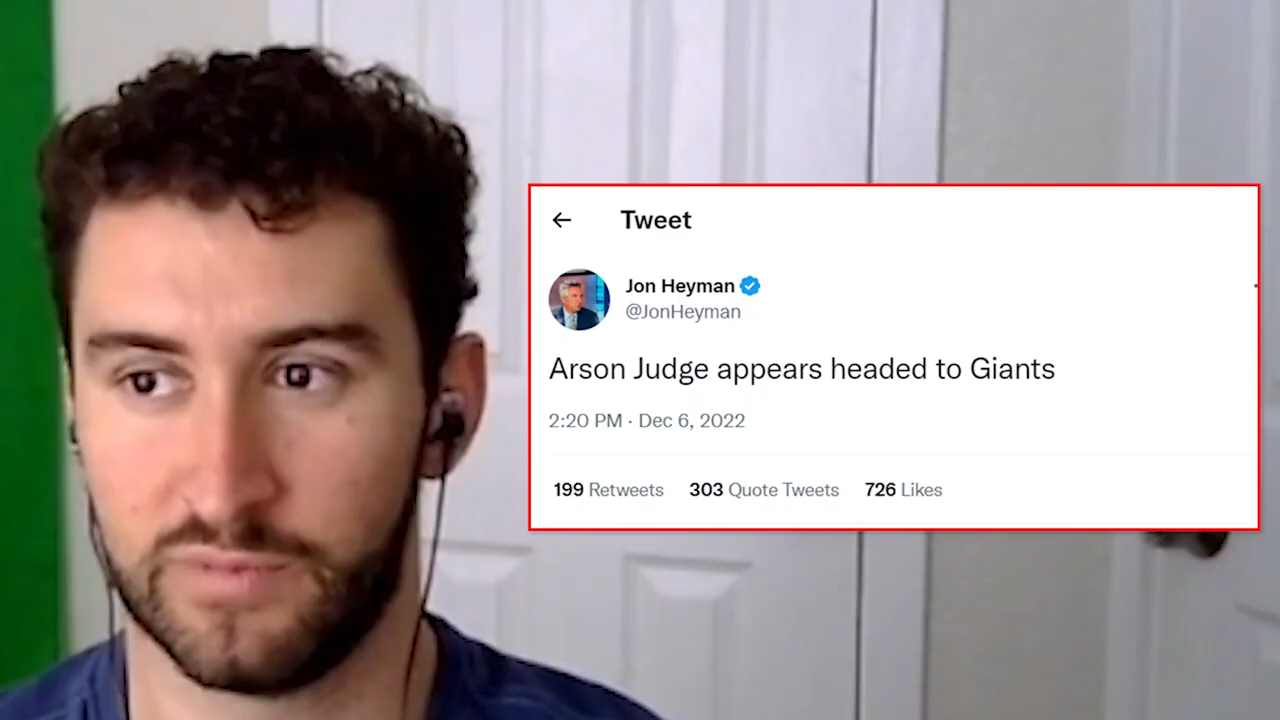 ← Tweet
Jon Heyman
@JonHeyman
Arson Judge appears headed to Giants
2:20 PM · Dec 6, 2022
199 Retweets 303 Quote Tweets 726 Likes